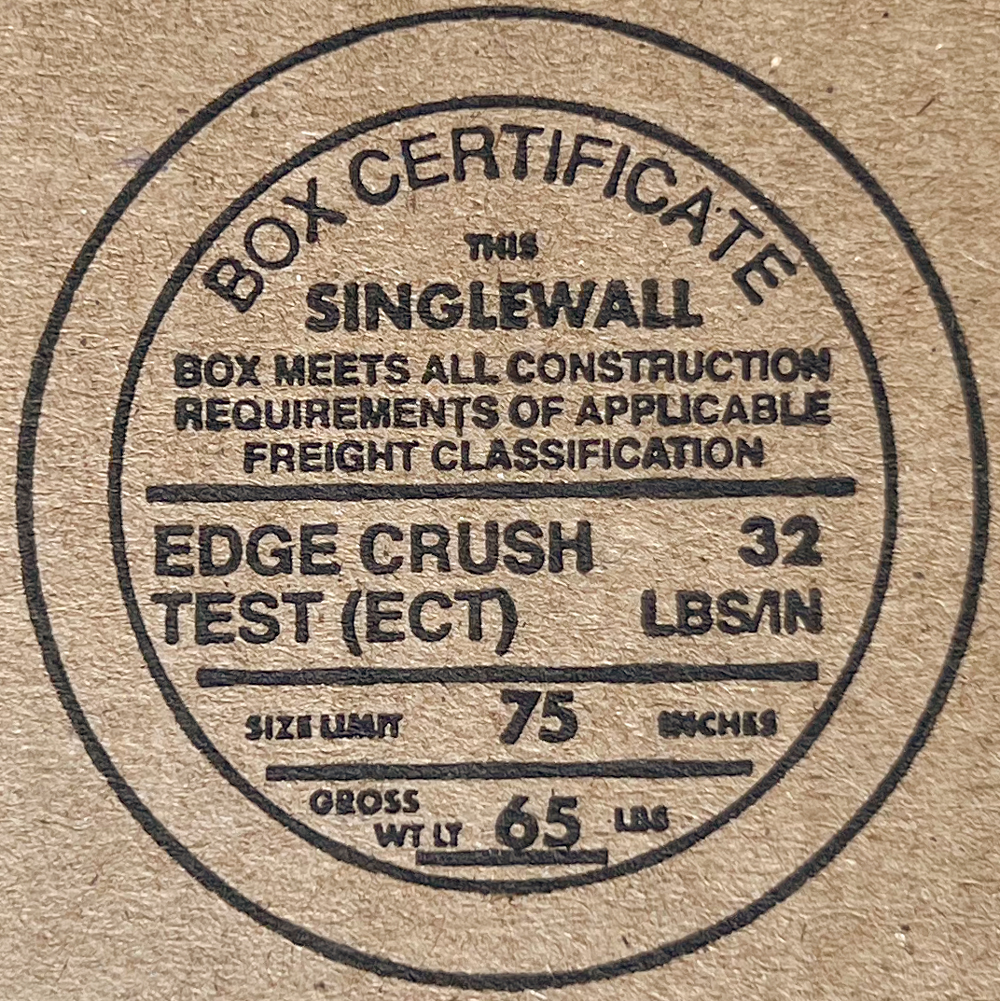 BOX CERTIFICATE
THIS
SINGLEWALL
BOX MEETS ALL CONSTRUCTION
REQUIREMENTS OF APPLICABLE
FREIGHT CLASSIFICATION
EDGE CRUSH 32
TEST (ECT) LBS/IN
SIZE LIMIT 75 INCHES
GROSS
WT LT 65 LBS